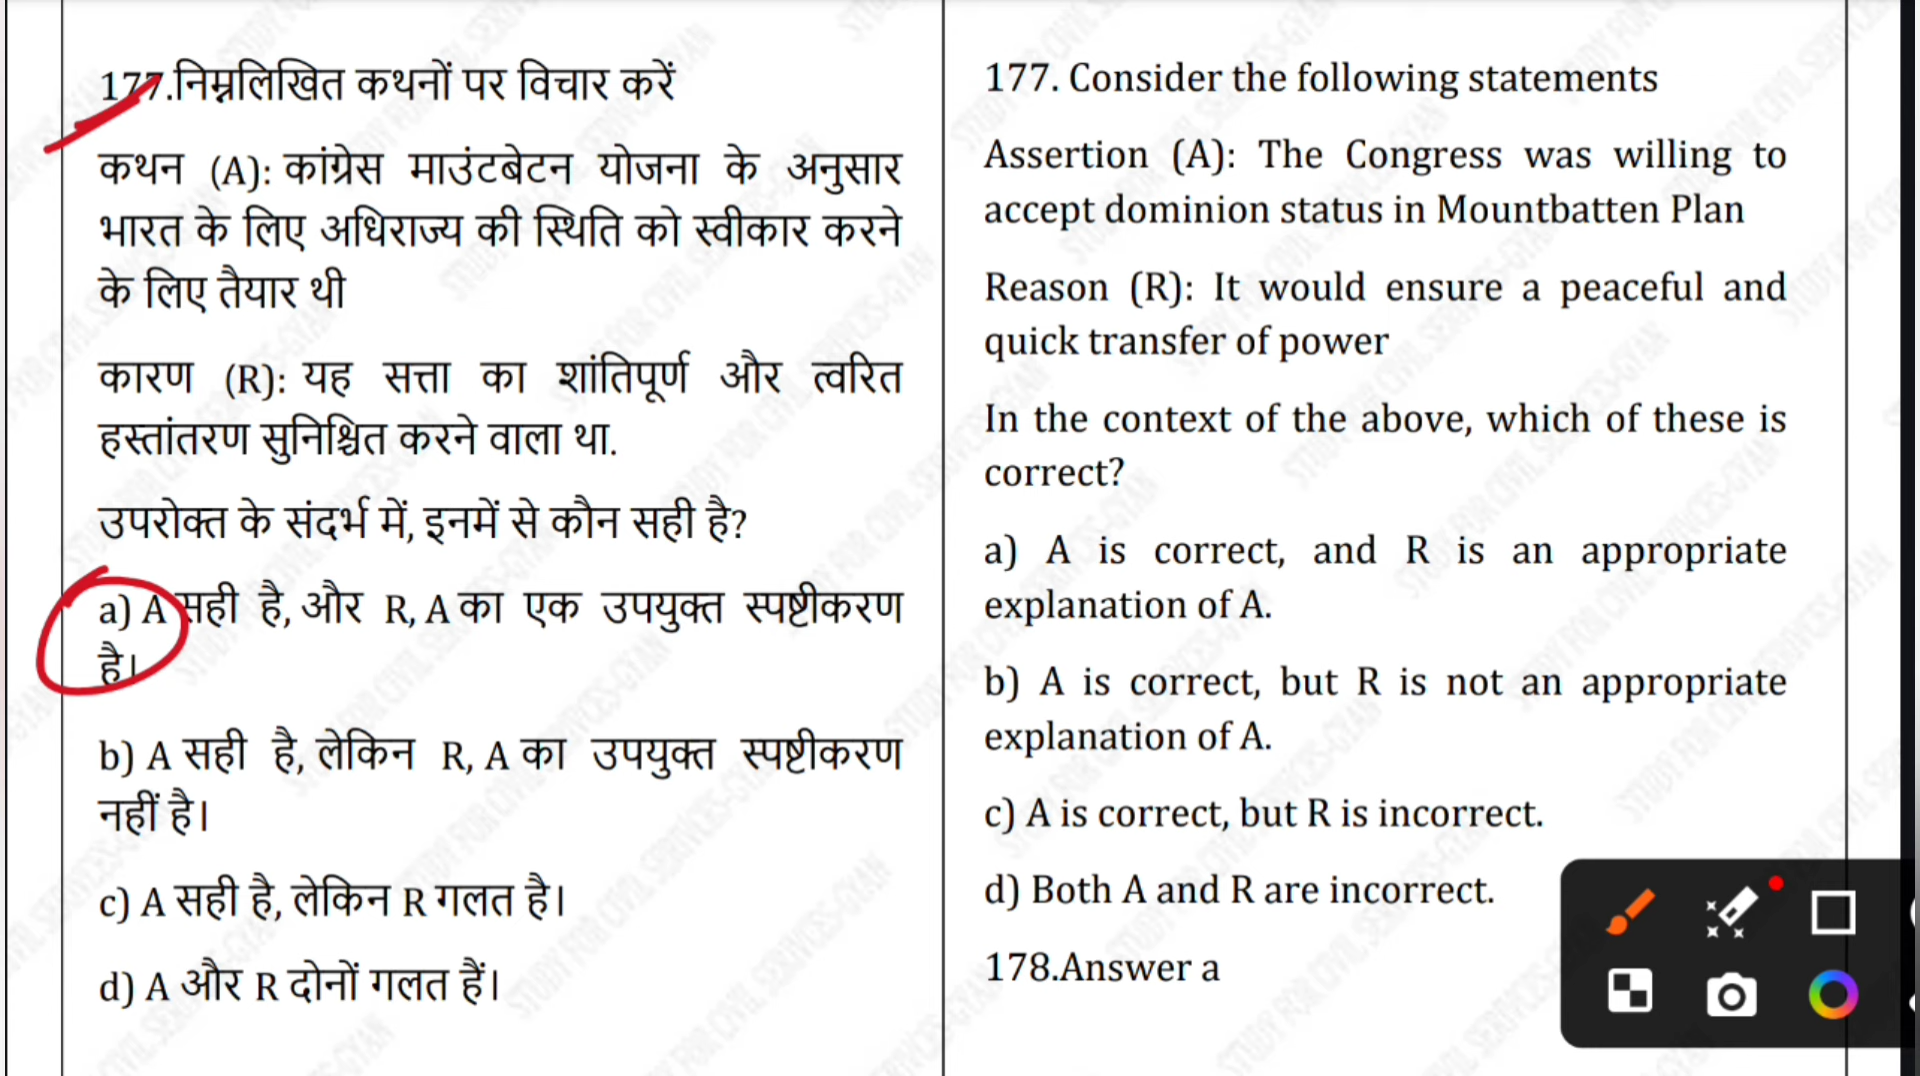 177.निम्नलिखित कथनों पर विचार करें
कथन (A): कांग्रेस माउंटबेटन योजना के अनुसार
भारत के लिए अधिराज्य की स्थिति को स्वीकार करने
के लिए तैयार थी
कारण (R): यह सत्ता का शांतिपूर्ण और त्वरित
हस्तांतरण सुनिश्चित करने वाला था.
उपरोक्त के संदर्भ में, इनमें से कौन सही है?
a) A सही है, और R, A का एक उपयुक्त स्पष्टीकरण
है।
b) A सही है, लेकिन R, A का उपयुक्त स्पष्टीकरण
नहीं है।
c) A सही है, लेकिन R गलत है।
d) A और R दोनों गलत हैं।
177. Consider the following statements
Assertion (A): The Congress was willing to
accept dominion status in Mountbatten Plan
Reason (R): It would ensure a peaceful and
quick transfer of power
In the context of the above, which of these is
correct?
a) A is correct, and R is an appropriate
explanation of A.
b) A is correct, but R is not an appropriate
explanation of A.
c) A is correct, but R is incorrect.
d) Both A and R are incorrect.
178.Answer a